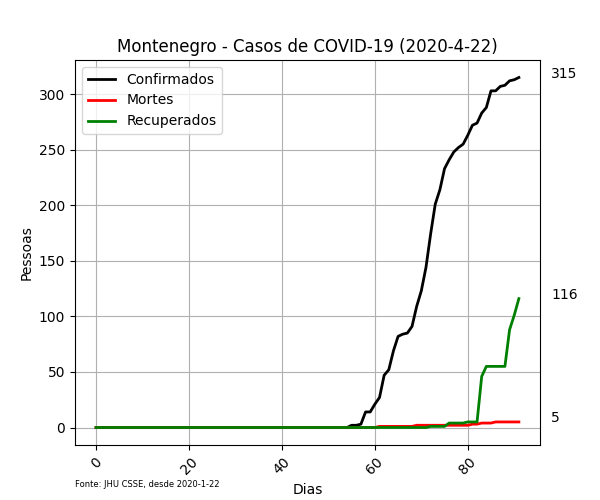 Montenegro - Casos de COVID-19 (2020-4-22)
Confirmados
Mortes
Recuperados
315
300
250
200
150
116
100
50
5
0
Pessoas
0 20 40 60 80
Fonte: JHU CSSE, desde 2020-1-22
Dias